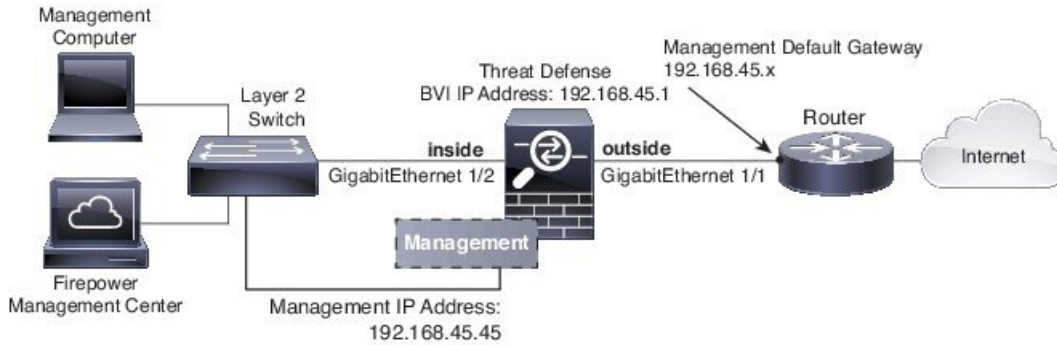 Management
Computer
Layer 2
Switch
Threat Defense
BVI IP Address: 192.168.45.1
Management Default Gateway
192.168.45.x
Router
Internet
inside
GigabitEthernet 1/2
outside
GigabitEthernet 1/1
Management
Firepower
Management Center
Management IP Address:
192.168.45.45